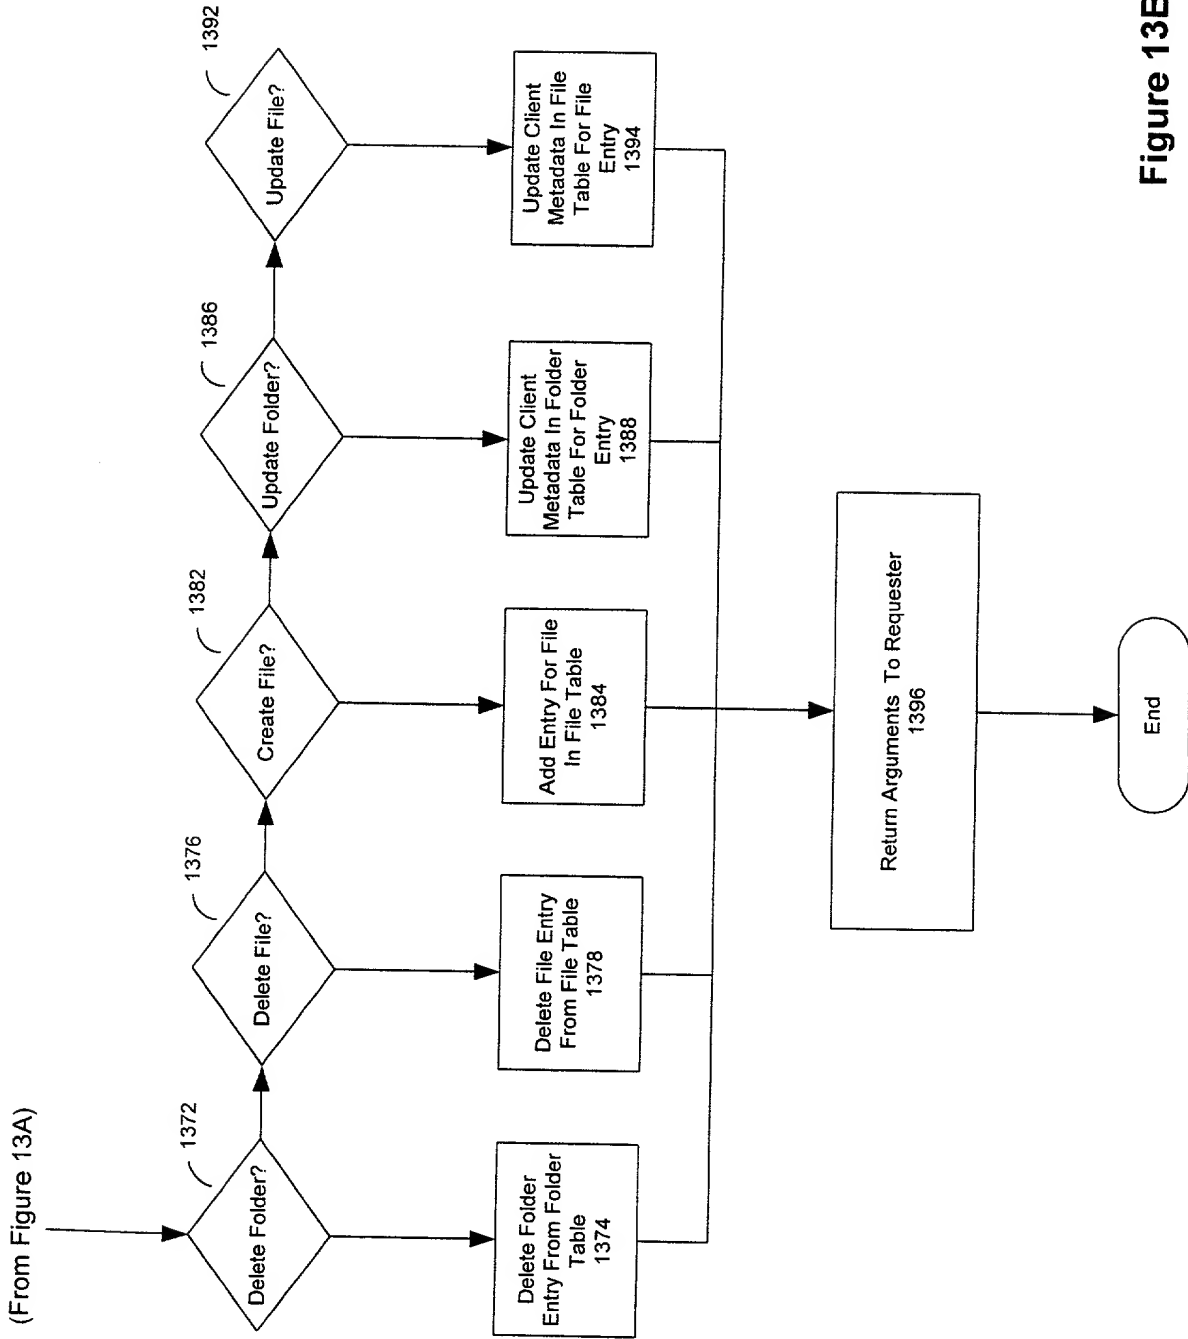 (From Figure 13A)
1372
Delete Folder?
1376
Delete File?
1382
Create File?
1386
Update Folder?
1392
Update File?
Delete Folder
Entry From Folder
Table
1374
Delete File Entry
From File Table
1378
Add Entry For File
In File Table
1384
Update Client
Metadata In Folder
Table For Folder
Entry
1388
Update Client
Metadata In File
Table For File
Entry
1394
Return Arguments To Requester
1396
End
Figure 13B